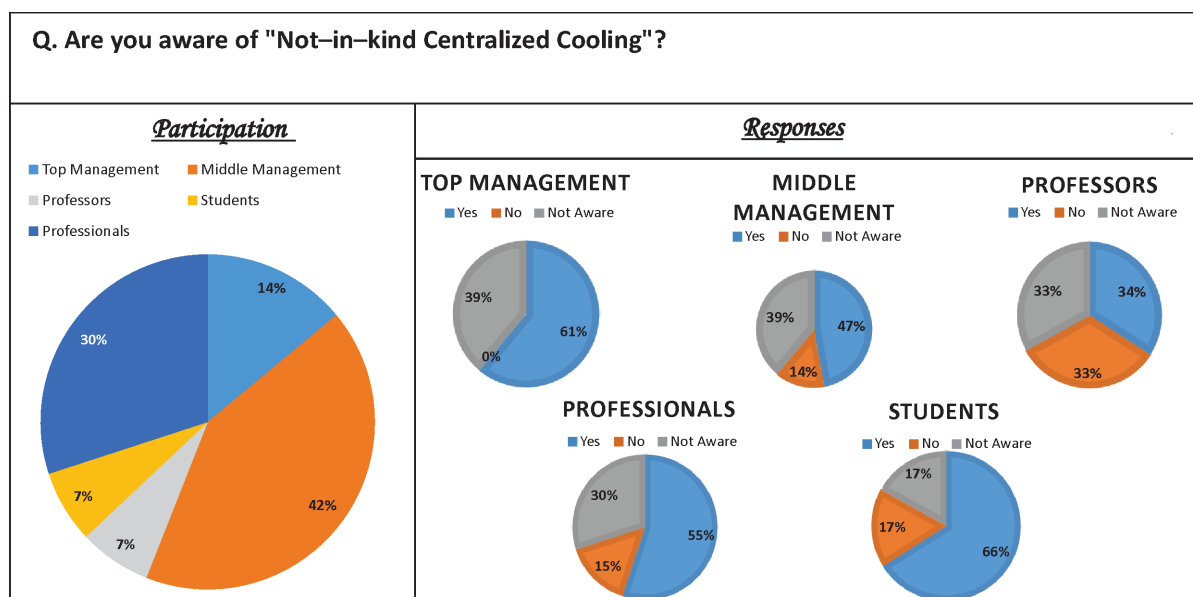 Q. Are you aware of "Not–in–kind Centralized Cooling"?
Participation
Top Management Middle Management
Professors Students
Professionals
14%
30%
42%
7%
7%
Responses
TOP MANAGEMENT
Yes No Not Aware
39%
61%
0%
MIDDLE
MANAGEMENT
Yes No Not Aware
39%
47%
14%
PROFESSORS
Yes No Not Aware
33%
34%
33%
PROFESSIONALS
Yes No Not Aware
30%
55%
15%
STUDENTS
Yes No Not Aware
17%
17%
66%